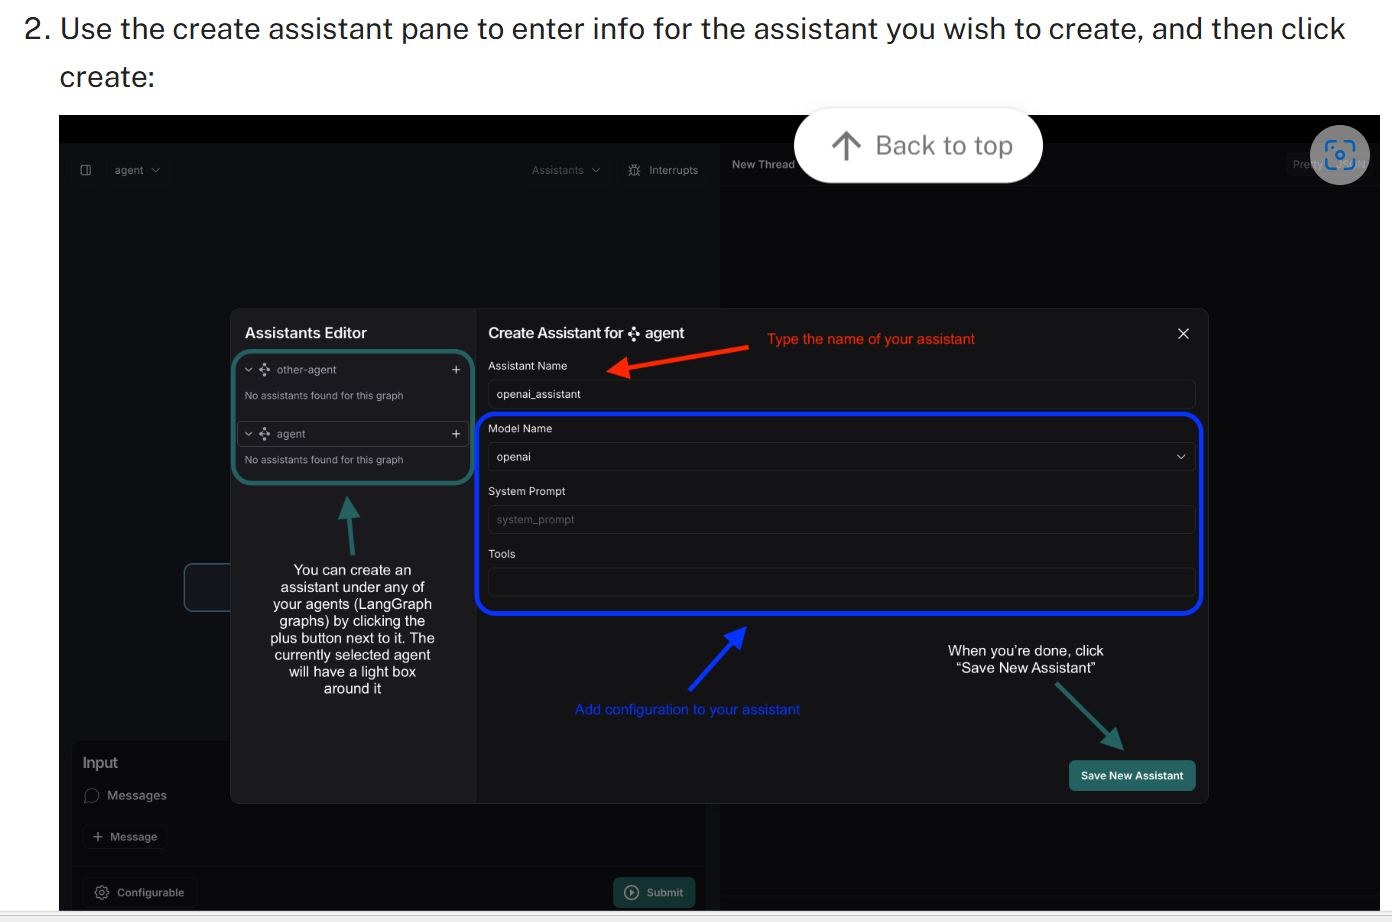 2. Use the create assistant pane to enter info for the assistant you wish to create, and then click
create:
Back to top
agent
Assistants
Interrupts
New Thread
Pretty
JSON
Assistants Editor
other-agent
No assistants found for this graph
agent
No assistants found for this graph
You can create an
assistant under any of
your agents (LangGraph
graphs) by clicking the
plus button next to it. The
currently selected agent
will have a light box
around it
Create Assistant for agent
Type the name of your assistant
Assistant Name
openai_assistant
Model Name
openai
System Prompt
system_prompt
Tools
Add configuration to your assistant
When you’re done, click
“Save New Assistant”
Save New Assistant
Input
Messages
+ Message
Configurable
Submit